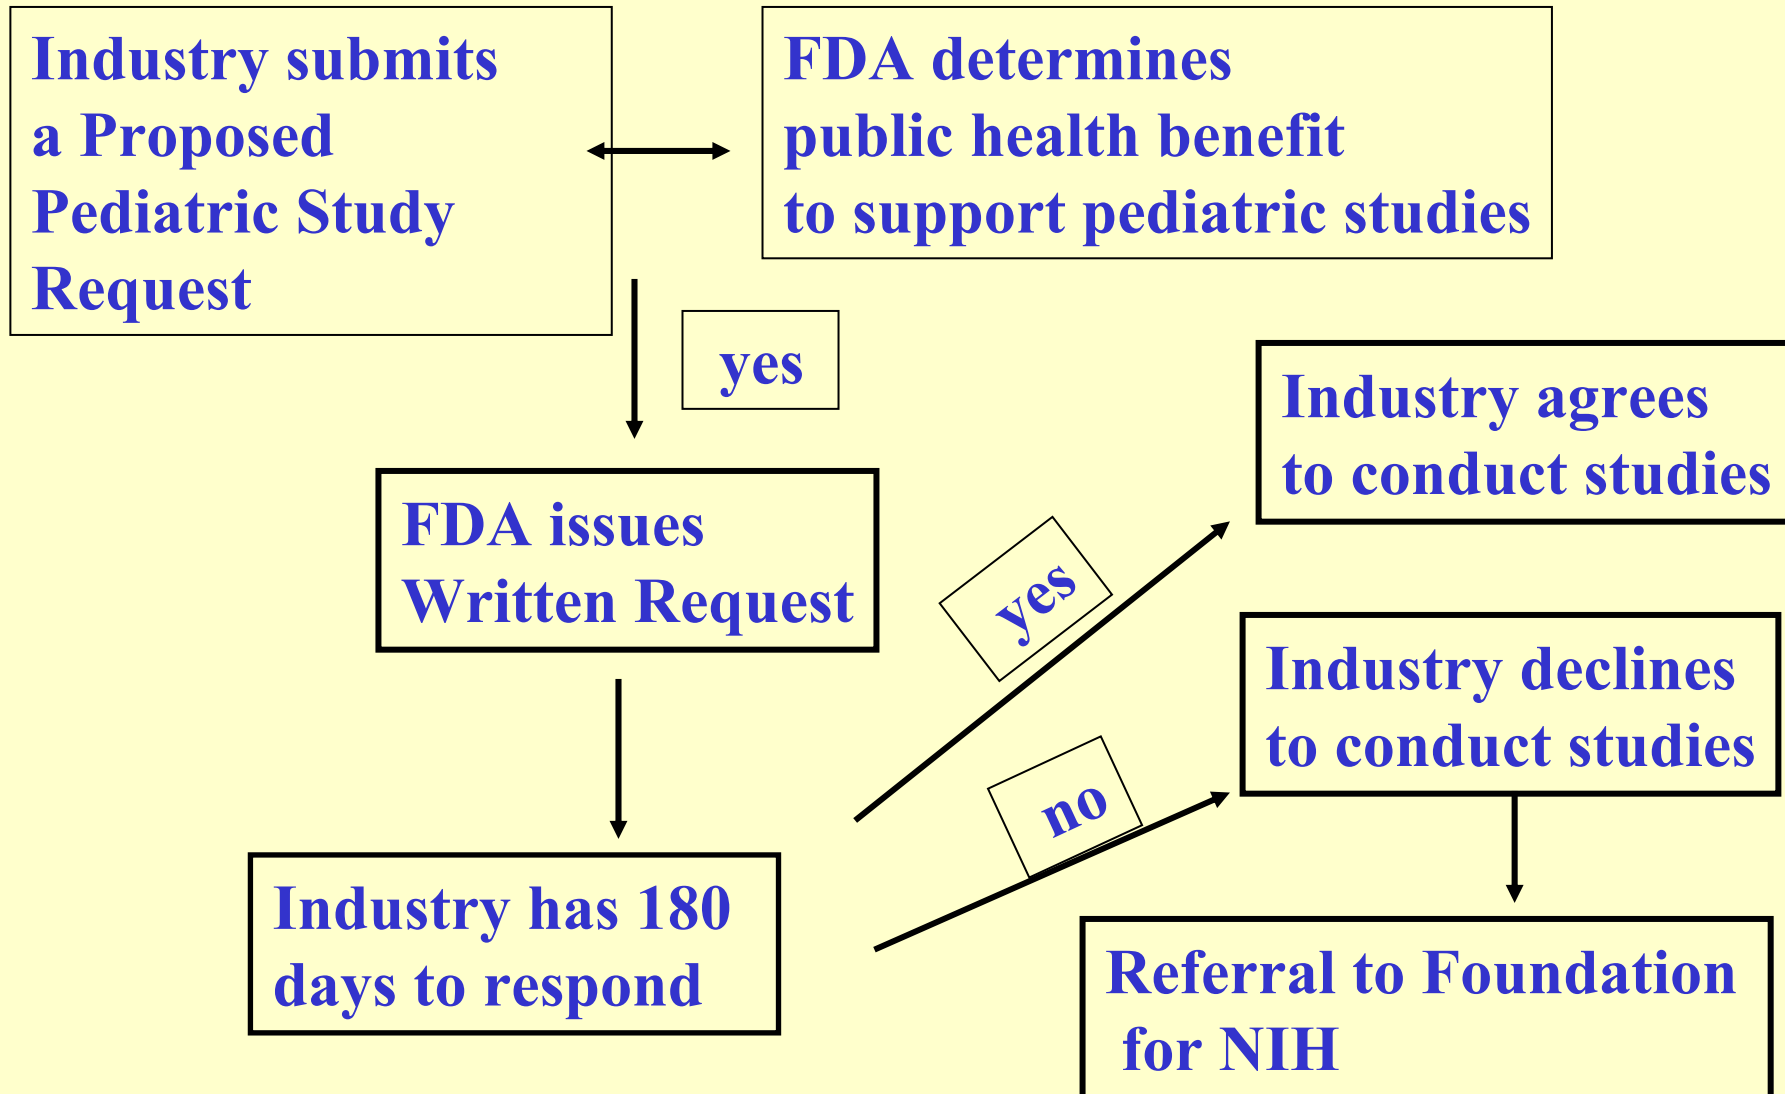 Industry submits
a Proposed
Pediatric Study
Request
FDA determines
public health benefit
to support pediatric studies
yes
Industry agrees
to conduct studies
FDA issues
Written Request
yes
Industry declines
to conduct studies
no
Industry has 180
days to respond
Referral to Foundation
for NIH